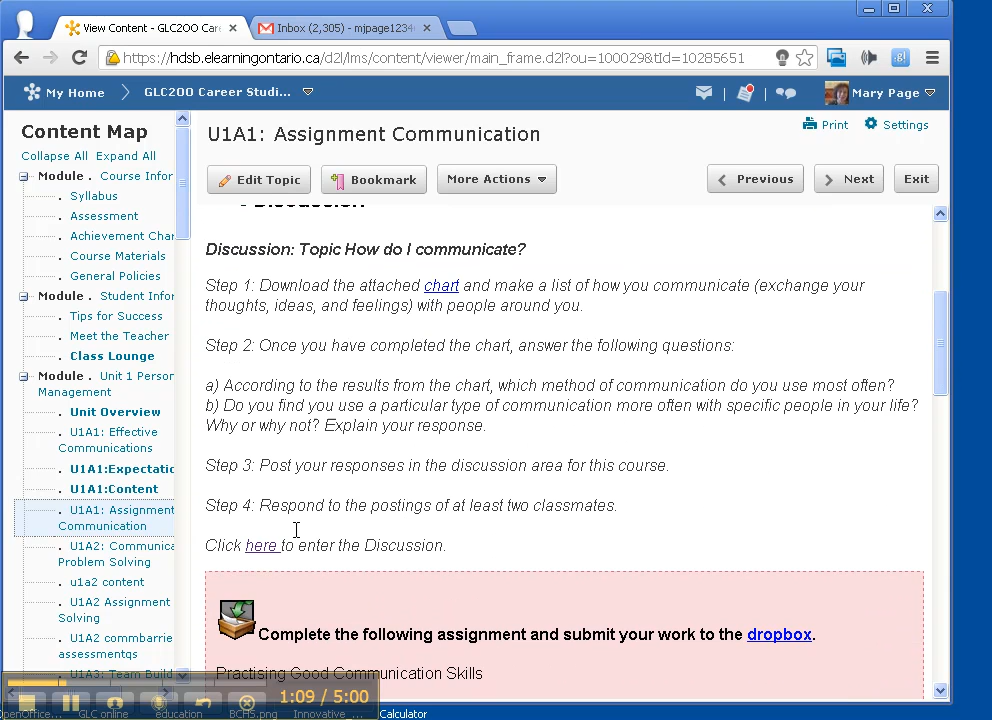 View Content - GLC2OO Care
Inbox (2,305) - mjpage1234
https://hdsb.elearningontario.ca/d2l/lms/content/viewer/main_frame.d2l?ou=100029&tId=10285651
My Home
GLC2OO Career Studi...
Mary Page
Content Map
Collapse All Expand All
Module . Course Infor
. Syllabus
. Assessment
. Achievement Char
. Course Materials
. General Policies
Module . Student Infor
. Tips for Success
. Meet the Teacher
. Class Lounge
Module . Unit 1 Person
Management
. Unit Overview
. U1A1: Effective
Communications
. U1A1:Expectatio
. U1A1:Content
. U1A1: Assignment
Communication
. U1A2: Communica
Problem Solving
. u1a2 content
. U1A2 Assignment
Solving
. U1A2 commbarrie
assessmentqs
. U1A3: Team Build
U1A1: Assignment Communication
Print Settings
Edit Topic Bookmark More Actions Previous Next Exit
Discussion
Discussion: Topic How do I communicate?
Step 1: Download the attached chart and make a list of how you communicate (exchange your
thoughts, ideas, and feelings) with people around you.
Step 2: Once you have completed the chart, answer the following questions:
a) According to the results from the chart, which method of communication do you use most often?
b) Do you find you use a particular type of communication more often with specific people in your life?
Why or why not? Explain your response.
Step 3: Post your responses in the discussion area for this course.
Step 4: Respond to the postings of at least two classmates.
Click here to enter the Discussion.
Complete the following assignment and submit your work to the dropbox.
Practising Good Communication Skills
1:09 / 5:00
OpenOffice... GLC online education BCHS.png Innovative_... Calculator